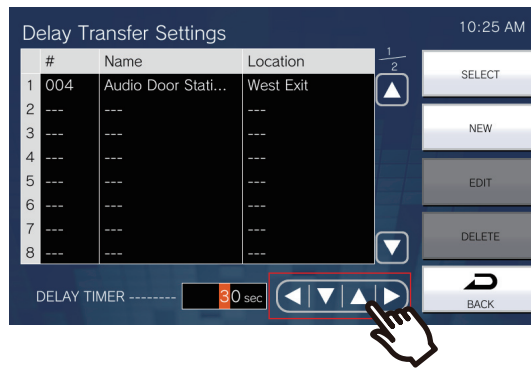 Delay Transfer Settings
10:25 AM
# Name Location
1/2
1 004 Audio Door Stati... West Exit
2 --- --- ---
3 --- --- ---
4 --- --- ---
5 --- --- ---
6 --- --- ---
7 --- --- ---
8 --- --- ---
DELAY TIMER -------- 30 sec
SELECT
NEW
EDIT
DELETE
BACK